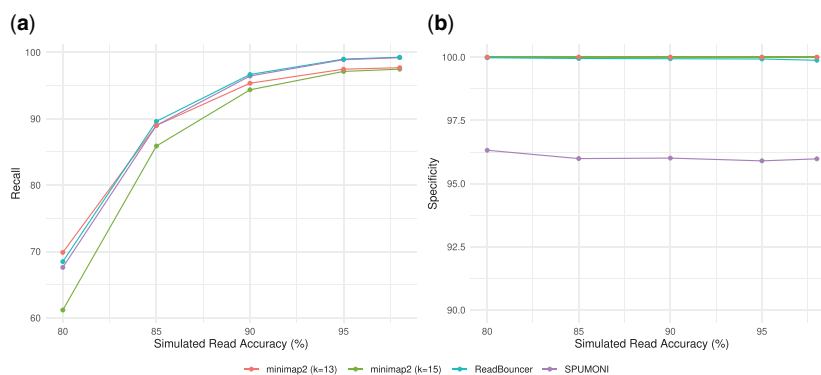 (a)
100
90
80
70
60
Recall
80 85 90 95
Simulated Read Accuracy (%)
(b)
100.0
97.5
95.0
92.5
90.0
Specificity
80 85 90 95
Simulated Read Accuracy (%)
minimap2 (k=13) minimap2 (k=15) ReadBouncer SPUMONI